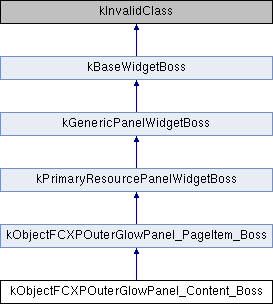 kInvalidClass
kBaseWidgetBoss
kGenericPanelWidgetBoss
kPrimaryResourcePanelWidgetBoss
kObjectFCXPOuterGlowPanel_PageItem_Boss
kObjectFCXPOuterGlowPanel_Content_Boss